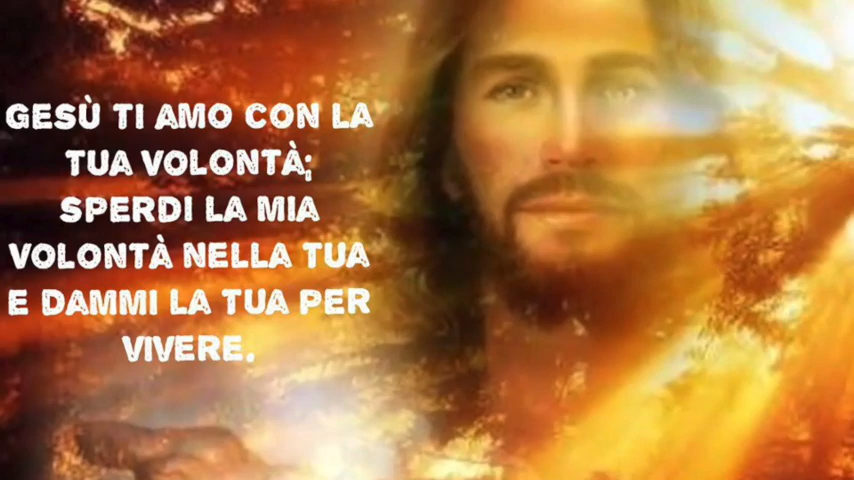 GESÙ TI AMO CON LA
TUA VOLONTÀ;
SPERDI LA MIA
VOLONTÀ NELLA TUA
E DAMMI LA TUA PER
VIVERE.